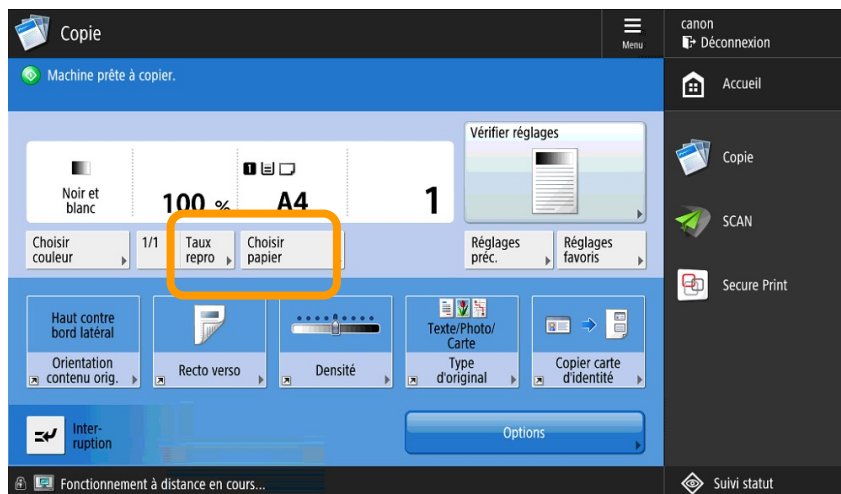 Copie
Menu
canon
Déconnexion
Machine prête à copier.
Accueil
Vérifier réglages
Copie
1
Noir et
blanc
100 %
A4
1
SCAN
Choisir
couleur
1/1
Taux
repro
Choisir
papier
Réglages
préc.
Réglages
favoris
Secure Print
Haut contre
bord latéral
Orientation
contenu orig.
Recto verso
Densité
Texte/Photo/
Carte
Type
d'original
Copier carte
d'identité
Inter-
ruption
Options
Fonctionnement à distance en cours...
Suivi statut